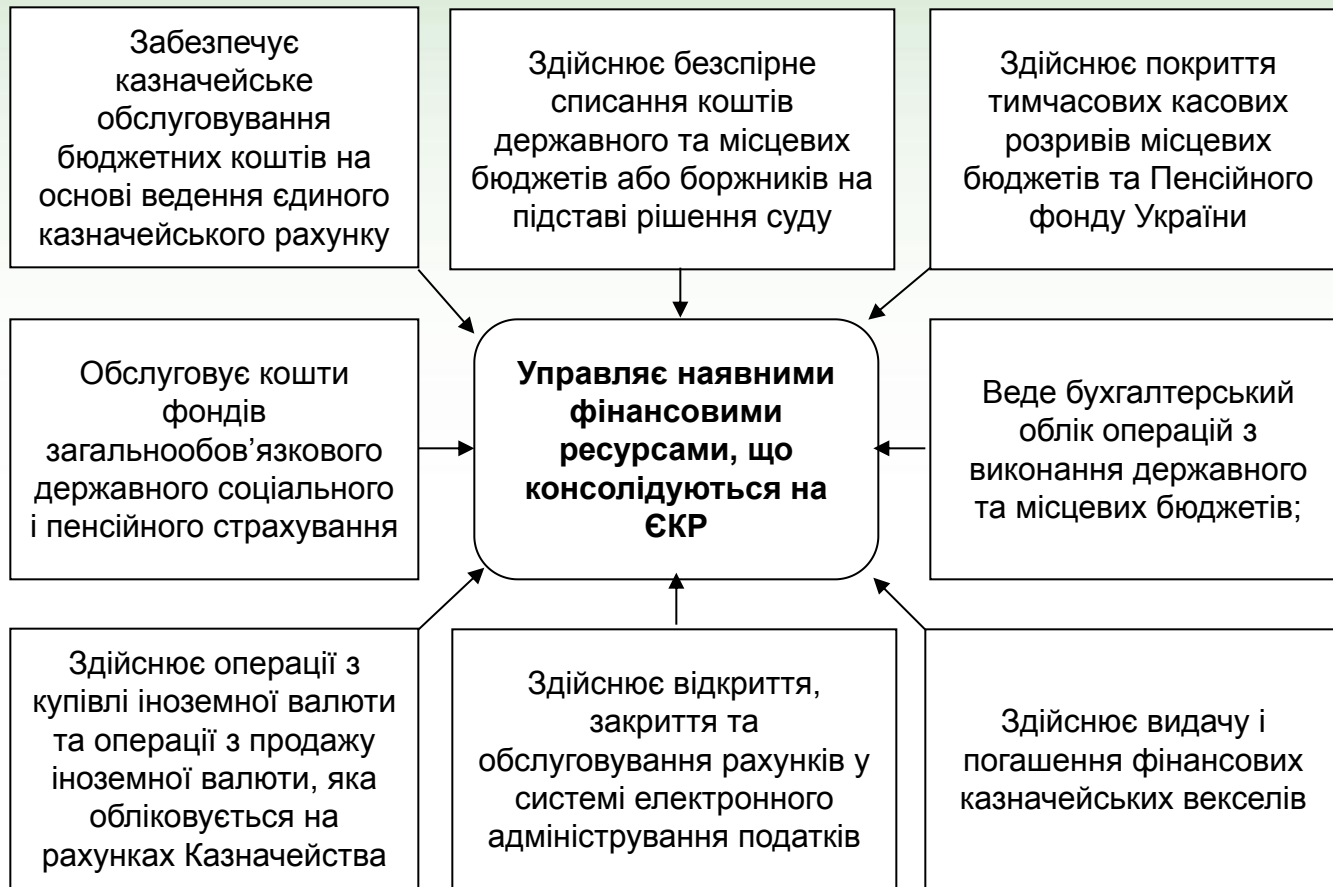 Забезпечує
казначейське
обслуговування
бюджетних коштів на
основі ведення єдиного
казначейського рахунку
Здійснює безспірне
списання коштів
державного та місцевих
бюджетів або боржників на
підставі рішення суду
Здійснює покриття
тимчасових касових
розривів місцевих
бюджетів та Пенсійного
фонду України
Обслуговує кошти
фондів
загальнообов’язкового
державного соціального
і пенсійного страхування
Управляє наявними
фінансовими
ресурсами, що
консолідуються на
ЄКР
Веде бухгалтерський
облік операцій з
виконання державного
та місцевих бюджетів;
Здійснює операції з
купівлі іноземної валюти
та операції з продажу
іноземної валюти, яка
обліковується на
рахунках Казначейства
Здійснює відкриття,
закриття та
обслуговування рахунків у
системі електронного
адміністрування податків
Здійснює видачу і
погашення фінансових
казначейських векселів